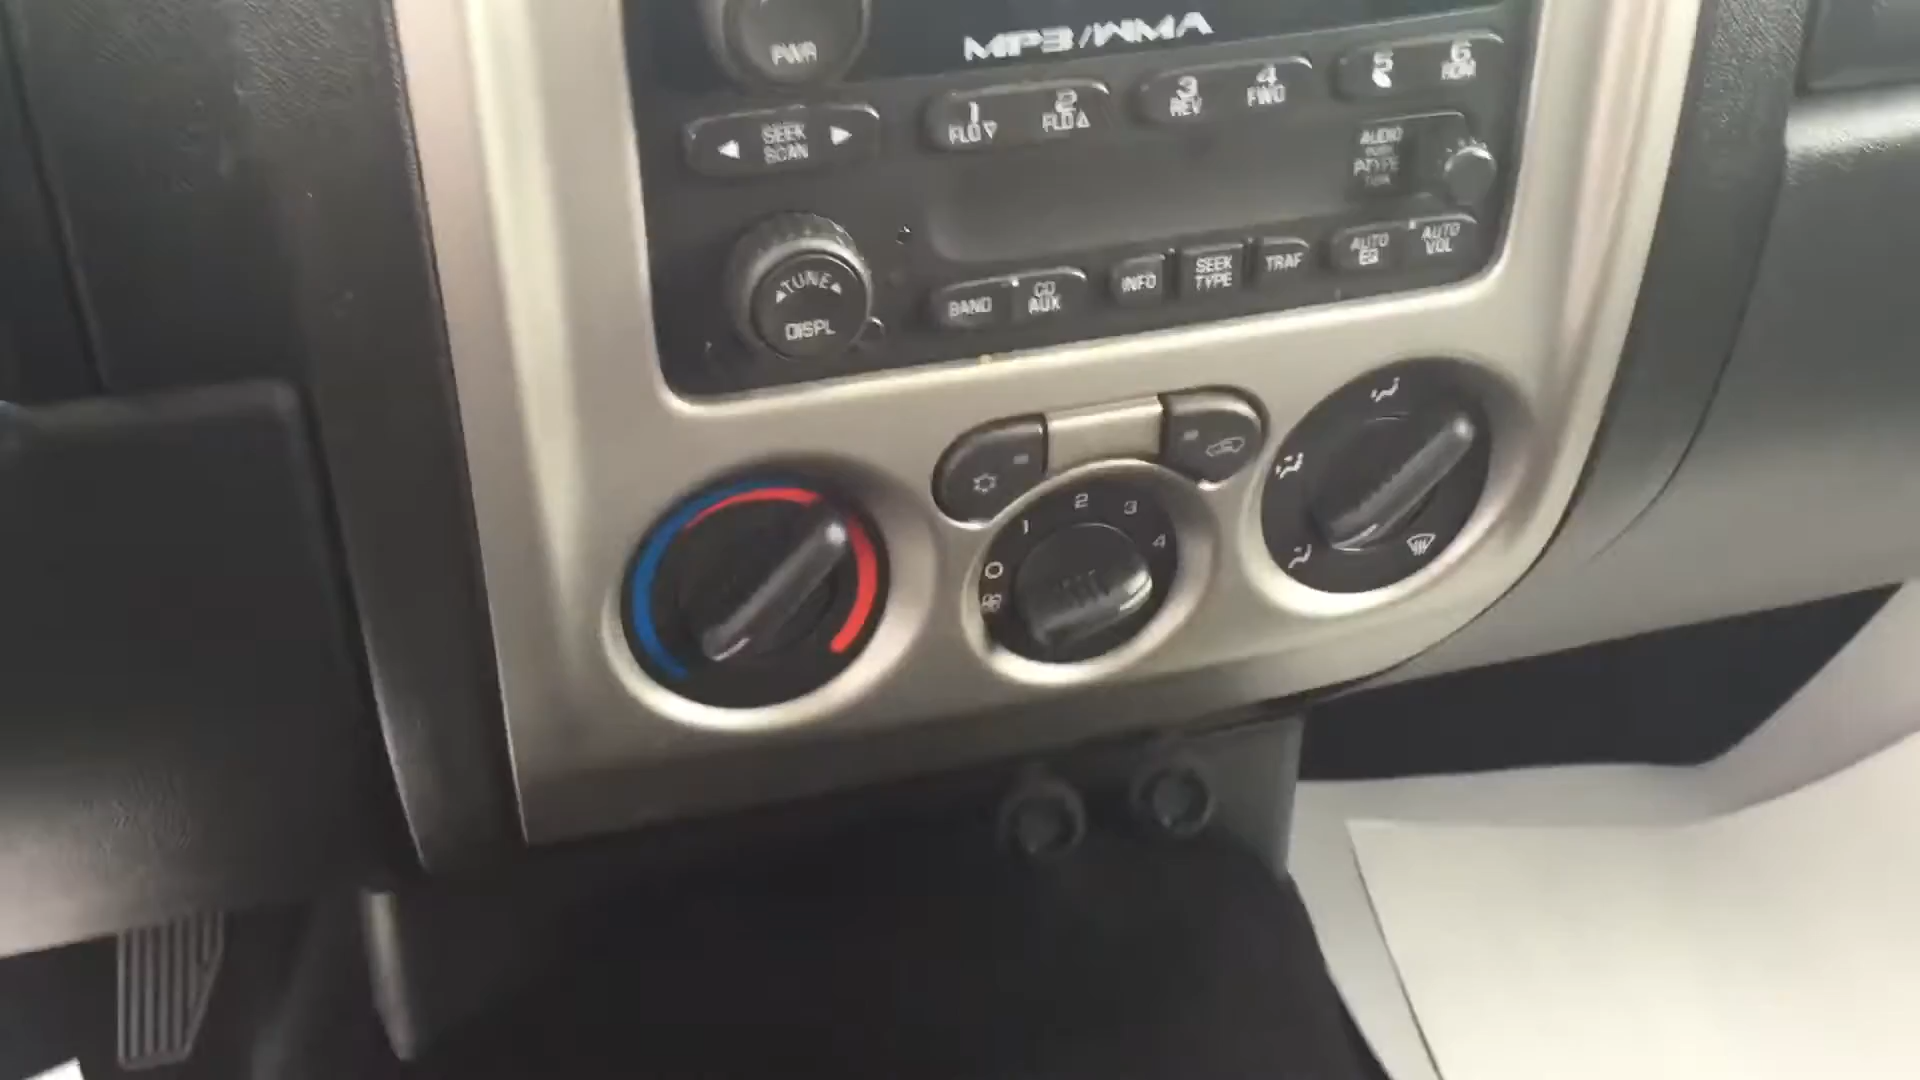 PWR
MP3/WMA
SEEK
SCAN
1
FLD
2
FLD
3
REV
4
FWD
5
6
RDM
AUDIO
P-TYPE
TUNE
DISPL
BAND
CD
AUX
INFO
SEEK
TYPE
TRAF
AUTO
EQ
AUTO
VOL
0
1
2
3
4